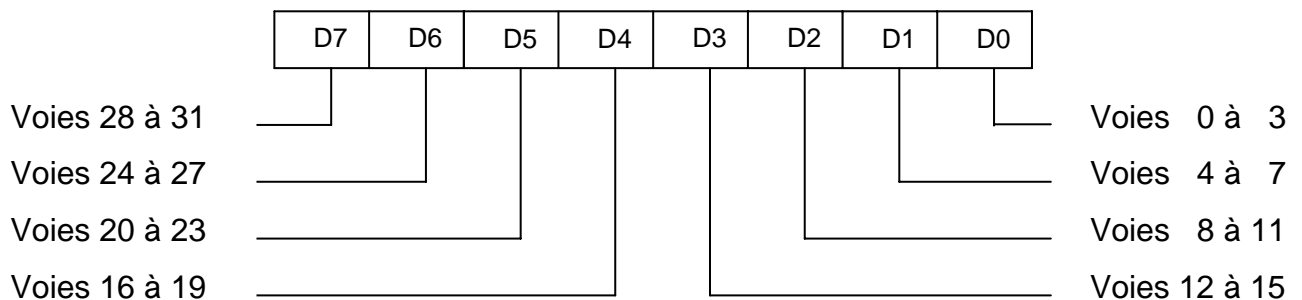 D7 D6 D5 D4 D3 D2 D1 D0
Voies 28 à 31
Voies 0 à 3
Voies 24 à 27
Voies 4 à 7
Voies 20 à 23
Voies 8 à 11
Voies 16 à 19
Voies 12 à 15